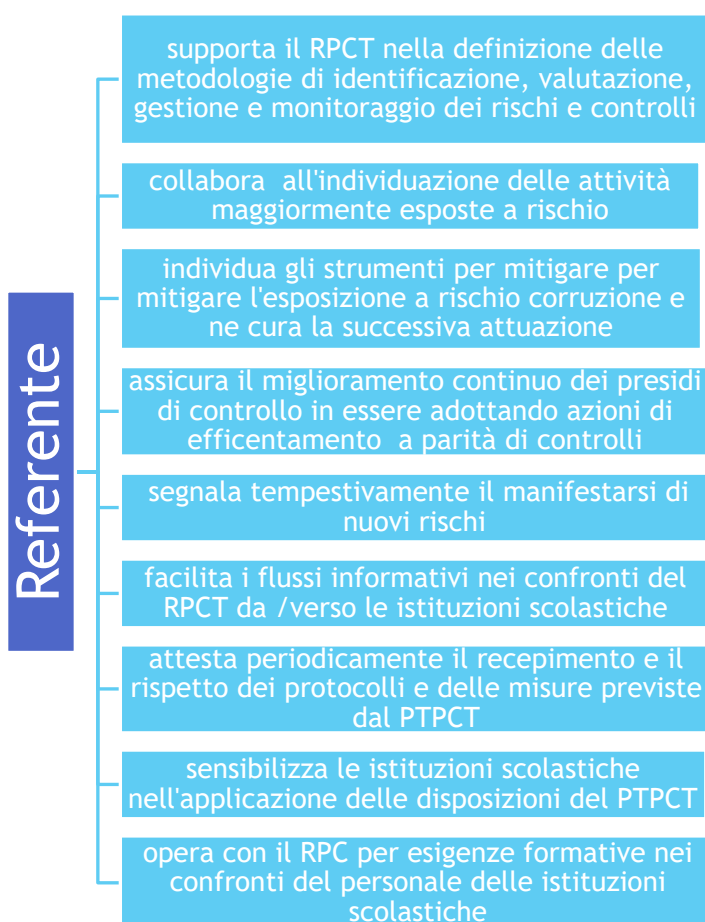 Referente
supporta il RPCT nella definizione delle
metodologie di identificazione, valutazione,
gestione e monitoraggio dei rischi e controlli
collabora  all'individuazione delle attività
maggiormente esposte a rischio
individua gli strumenti per mitigare per
mitigare l'esposizione a rischio corruzione e
ne cura la successiva attuazione
assicura il miglioramento continuo dei presidi
di controllo in essere adottando azioni di
efficentamento  a parità di controlli
segnala tempestivamente il manifestarsi di
nuovi rischi
facilita i flussi informativi nei confronti del
RPCT da /verso le istituzioni scolastiche
attesta periodicamente il recepimento e il
rispetto dei protocolli e delle misure previste
dal PTPCT
sensibilizza le istituzioni scolastiche
nell'applicazione delle disposizioni del PTPCT
opera con il RPC per esigenze formative nei
confronti del personale delle istituzioni
scolastiche